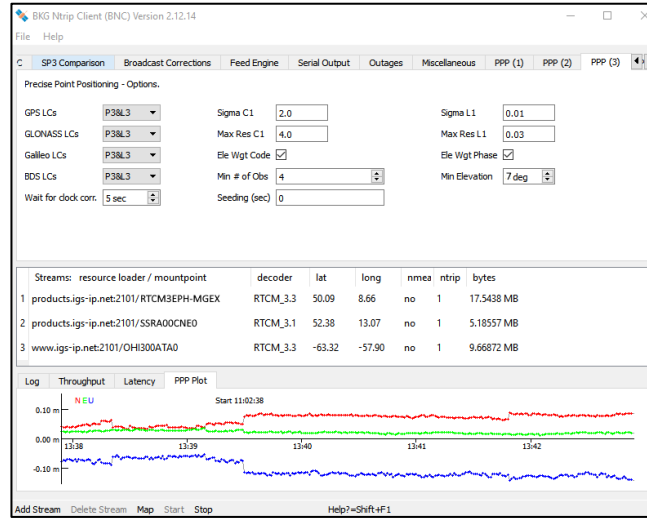 BKG Ntrip Client (BNC) Version 2.12.14
File Help
C SP3 Comparison Broadcast Corrections Feed Engine Serial Output Outages Miscellaneous PPP (1) PPP (2) PPP (3)
Precise Point Positioning - Options.
GPS LCs P3&L3 Sigma C1 2.0 Sigma L1 0.01
GLONASS LCs P3&L3 Max Res C1 4.0 Max Res L1 0.03
Galileo LCs P3&L3 Ele Wgt Code Ele Wgt Phase
BDS LCs P3&L3 Min # of Obs 4 Min Elevation 7 deg
Wait for clock corr. 5 sec Seeding (sec) 0
Streams: resource loader / mountpoint decoder lat long nmea ntrip bytes
1 products.igs-ip.net:2101/RTCM3EPH-MGEX RTCM_3.3 50.09 8.66 no 1 17.5438 MB
2 products.igs-ip.net:2101/SSRA00CNE0 RTCM_3.1 52.38 13.07 no 1 5.18557 MB
3 www.igs-ip.net:2101/OHI300ATA0 RTCM_3.3 -63.32 -57.90 no 1 9.66872 MB
Log Throughput Latency PPP Plot
N E U Start 11:02:38
0.10 m
0.00 m
13:38 13:39 13:40 13:41 13:42
-0.10 m
Add Stream Delete Stream Map Start Stop Help?=Shift+F1